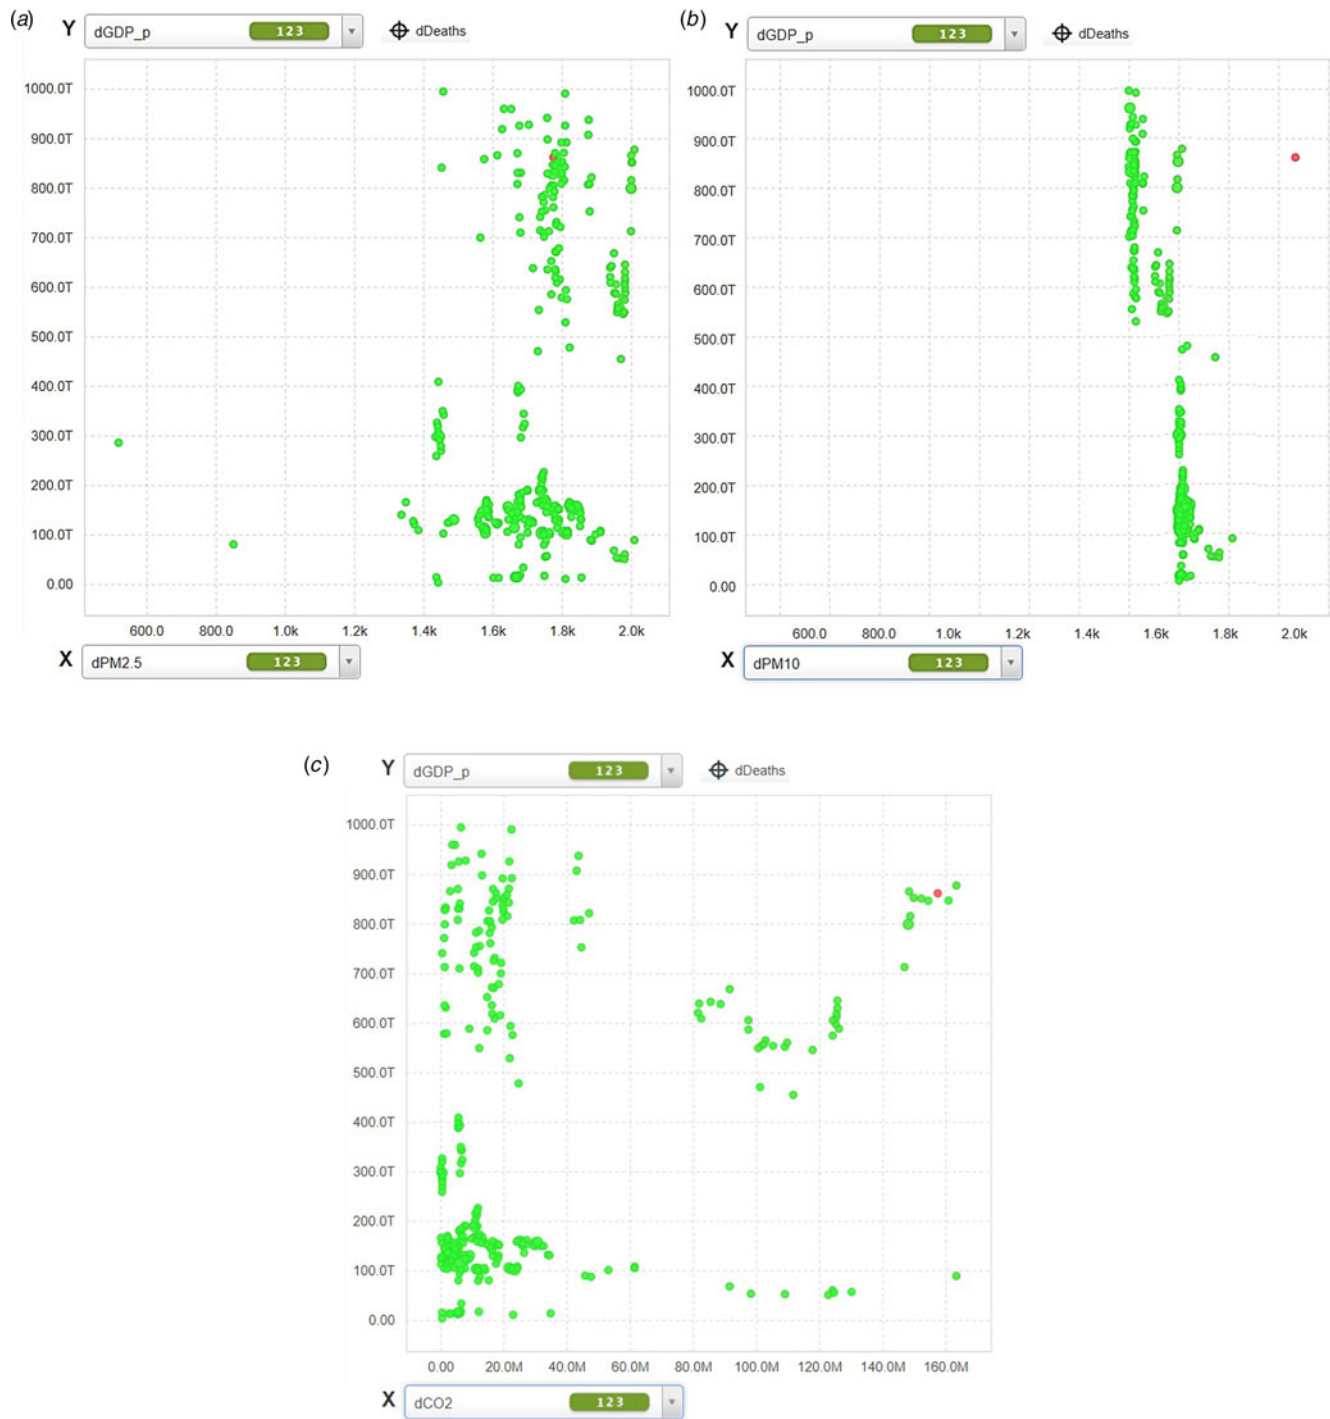 (a) Y dGDP_p 123 dDeaths
1000.0T
900.0T
800.0T
700.0T
600.0T
500.0T
400.0T
300.0T
200.0T
100.0T
0.00
600.0 800.0 1.0k 1.2k 1.4k 1.6k 1.8k 2.0k
X dPM2.5 123
(b) Y dGDP_p 123 dDeaths
1000.0T
900.0T
800.0T
700.0T
600.0T
500.0T
400.0T
300.0T
200.0T
100.0T
0.00
600.0 800.0 1.0k 1.2k 1.4k 1.6k 1.8k 2.0k
X dPM10 123
(c) Y dGDP_p 123 dDeaths
1000.0T
900.0T
800.0T
700.0T
600.0T
500.0T
400.0T
300.0T
200.0T
100.0T
0.00
0.00 20.0M 40.0M 60.0M 80.0M 100.0M 120.0M 140.0M 160.0M
X dCO2 123